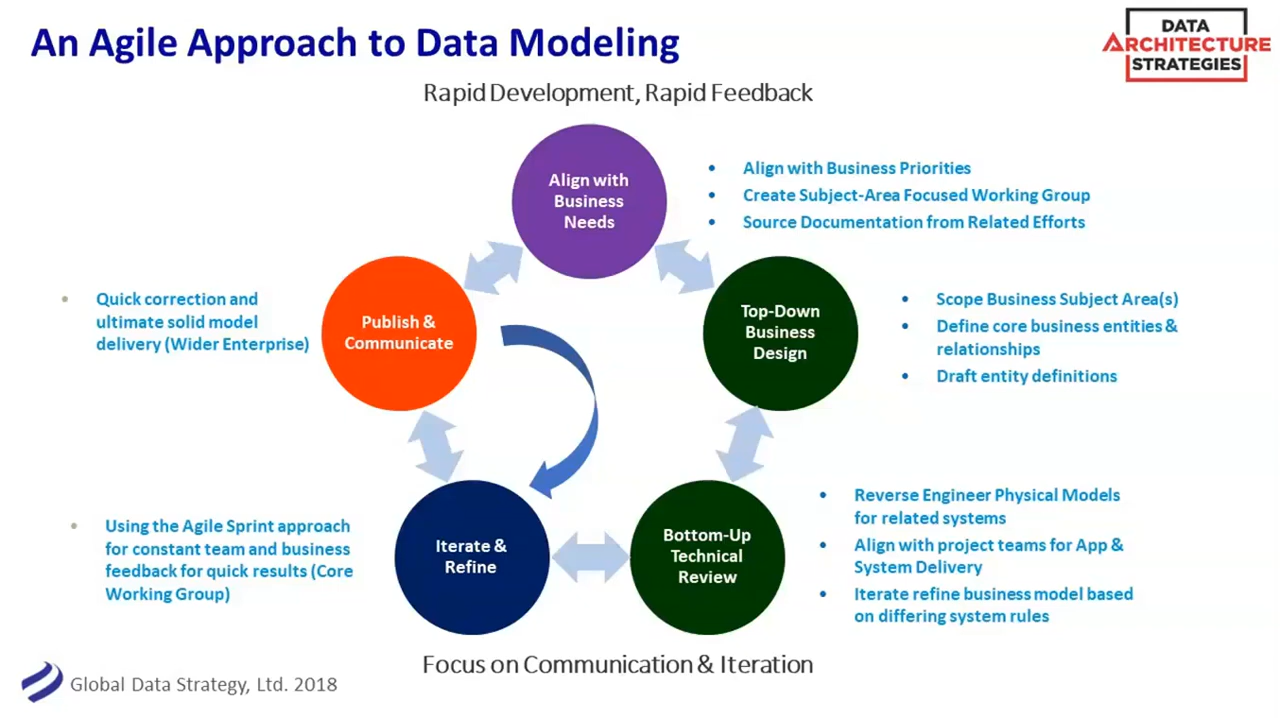 An Agile Approach to Data Modeling
DATA
ARCHITECTURE
STRATEGIES
Rapid Development, Rapid Feedback
Align with
Business
Needs
• Align with Business Priorities
• Create Subject-Area Focused Working Group
• Source Documentation from Related Efforts
Top-Down
Business
Design
• Scope Business Subject Area(s)
• Define core business entities &
relationships
• Draft entity definitions
Bottom-Up
Technical
Review
• Reverse Engineer Physical Models
for related systems
• Align with project teams for App &
System Delivery
• Iterate refine business model based
on differing system rules
Iterate &
Refine
• Using the Agile Sprint approach
for constant team and business
feedback for quick results (Core
Working Group)
Publish &
Communicate
• Quick correction and
ultimate solid model
delivery (Wider Enterprise)
Focus on Communication & Iteration
Global Data Strategy, Ltd. 2018